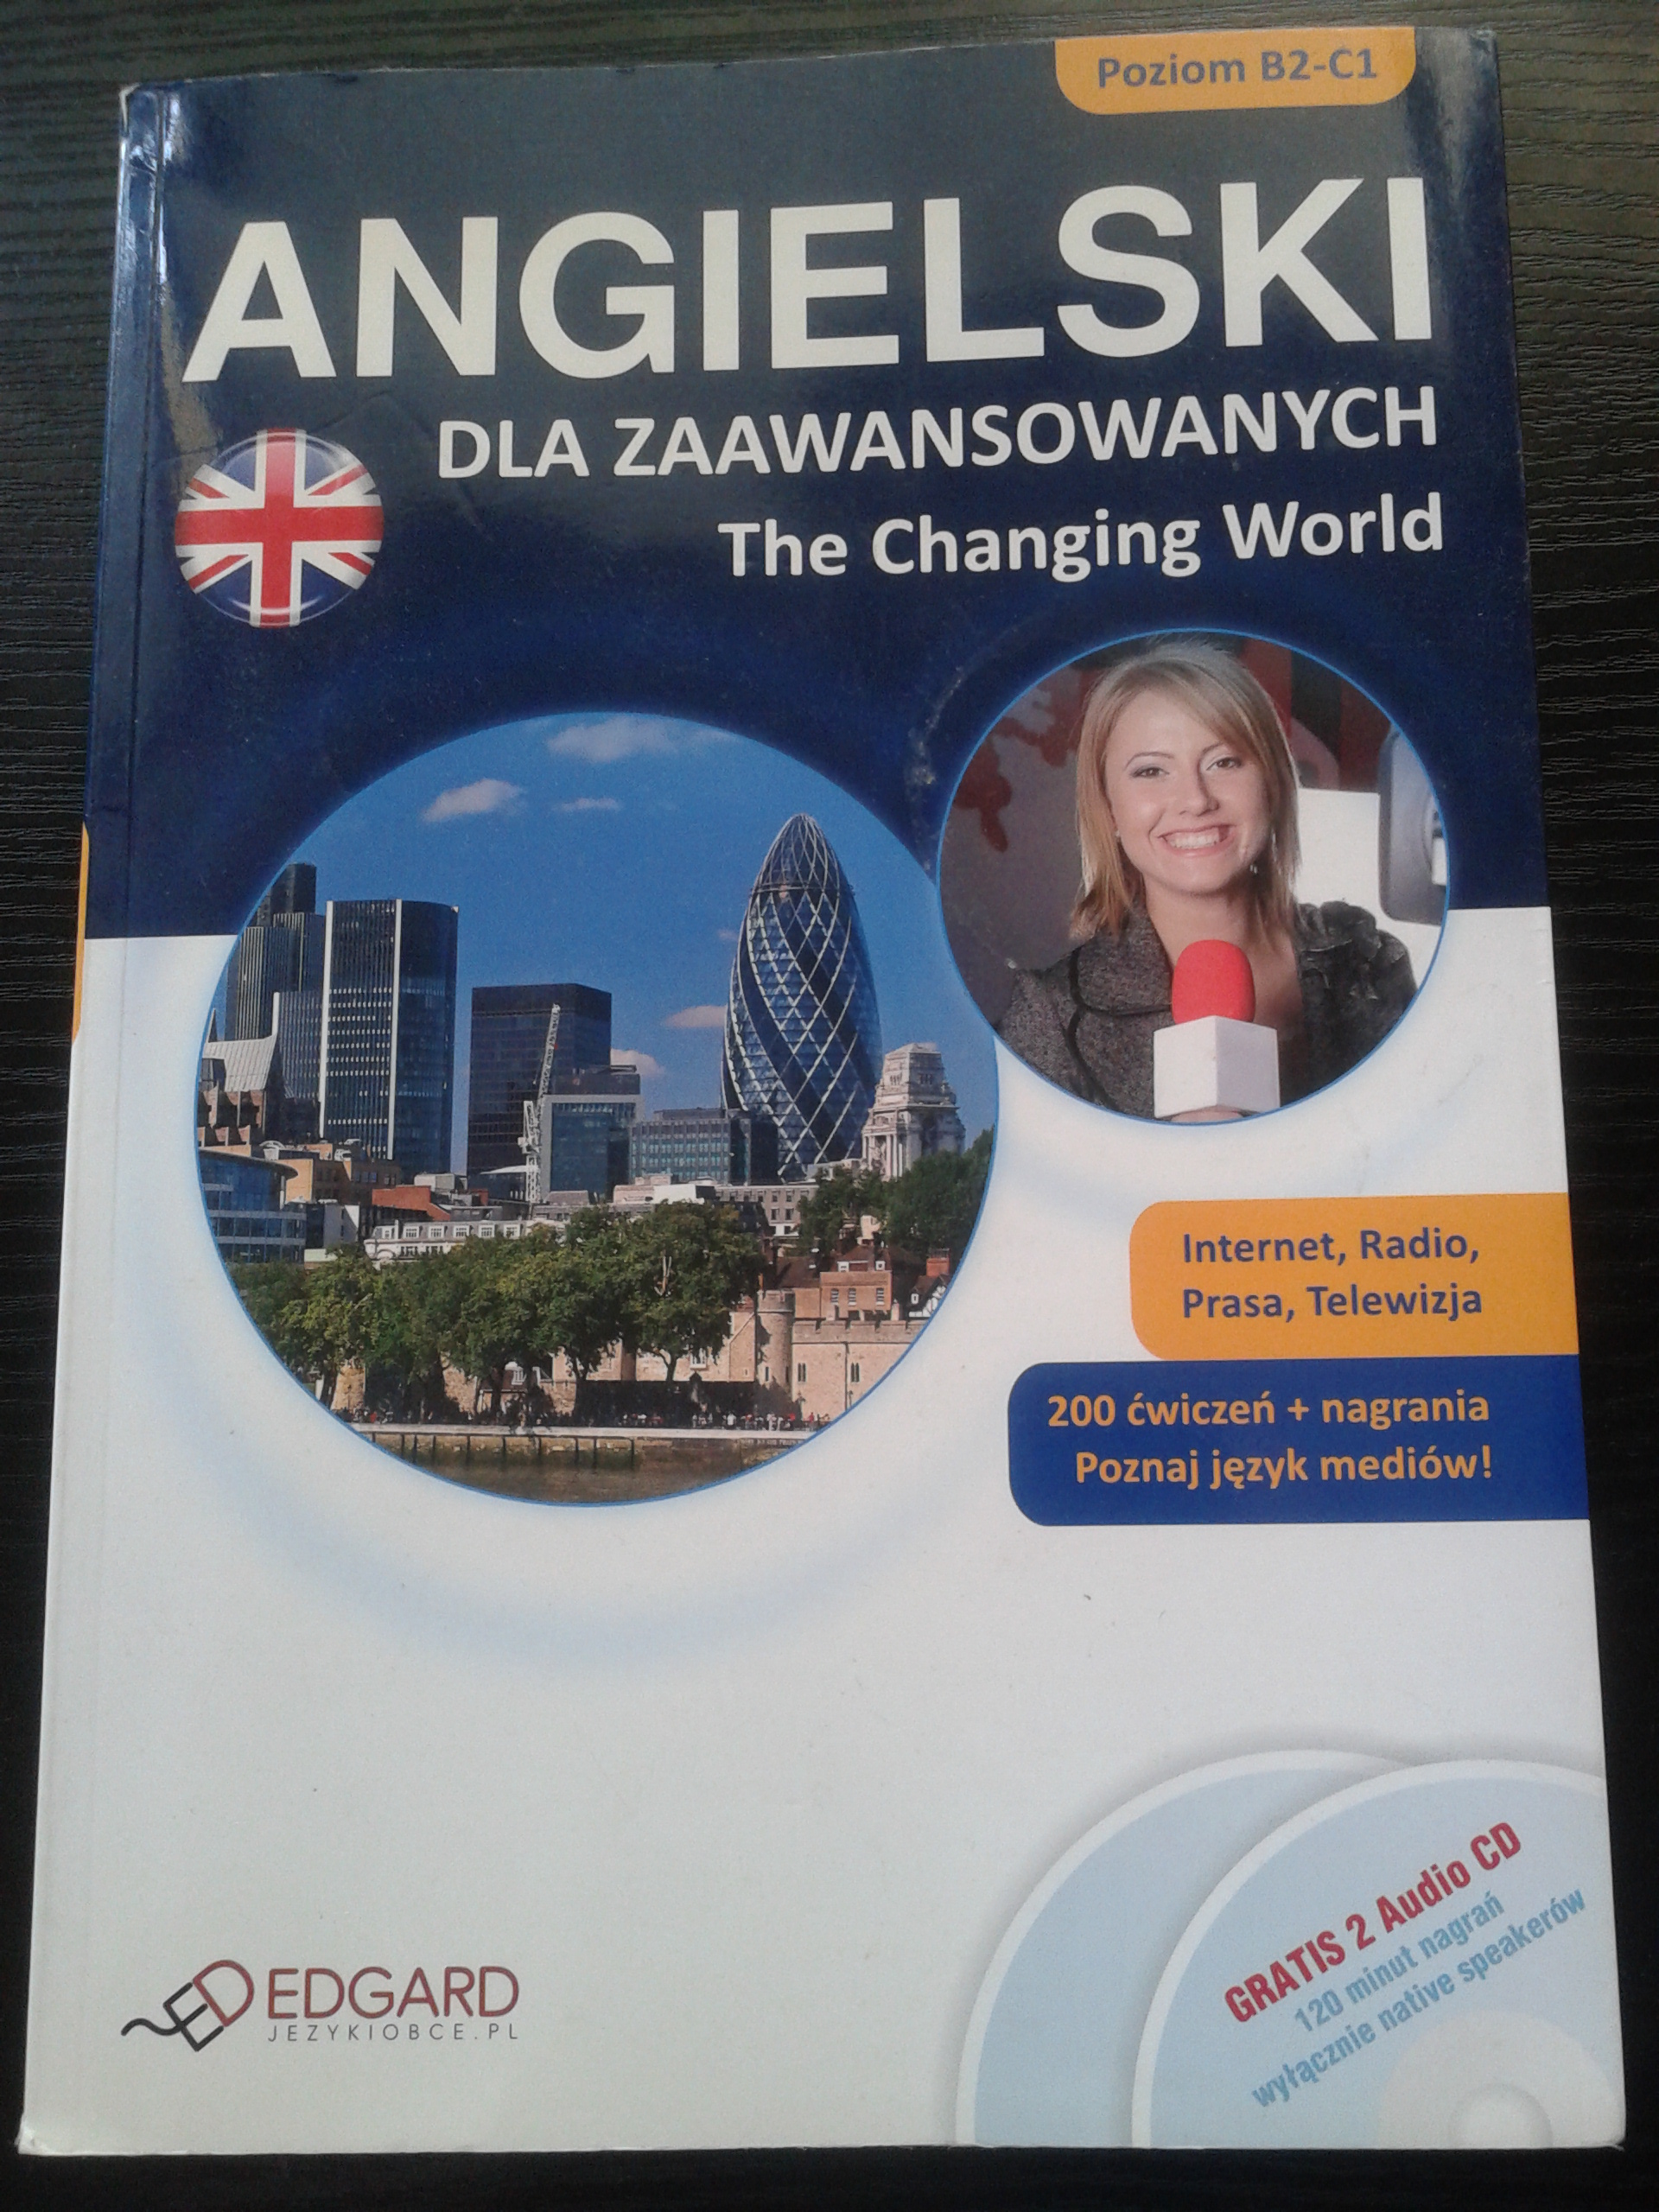 Poziom B2-C1
ANGIELSKI
DLA ZAAWANSOWANYCH
The Changing World
Internet, Radio,
Prasa, Telewizja
200 ćwiczeń + nagrania
Poznaj język mediów!
GRATIS 2 Audio CD
120 minut nagrań
wyłącznie native speakerów
ED EDGARD
JEZYKIOBCE.PL